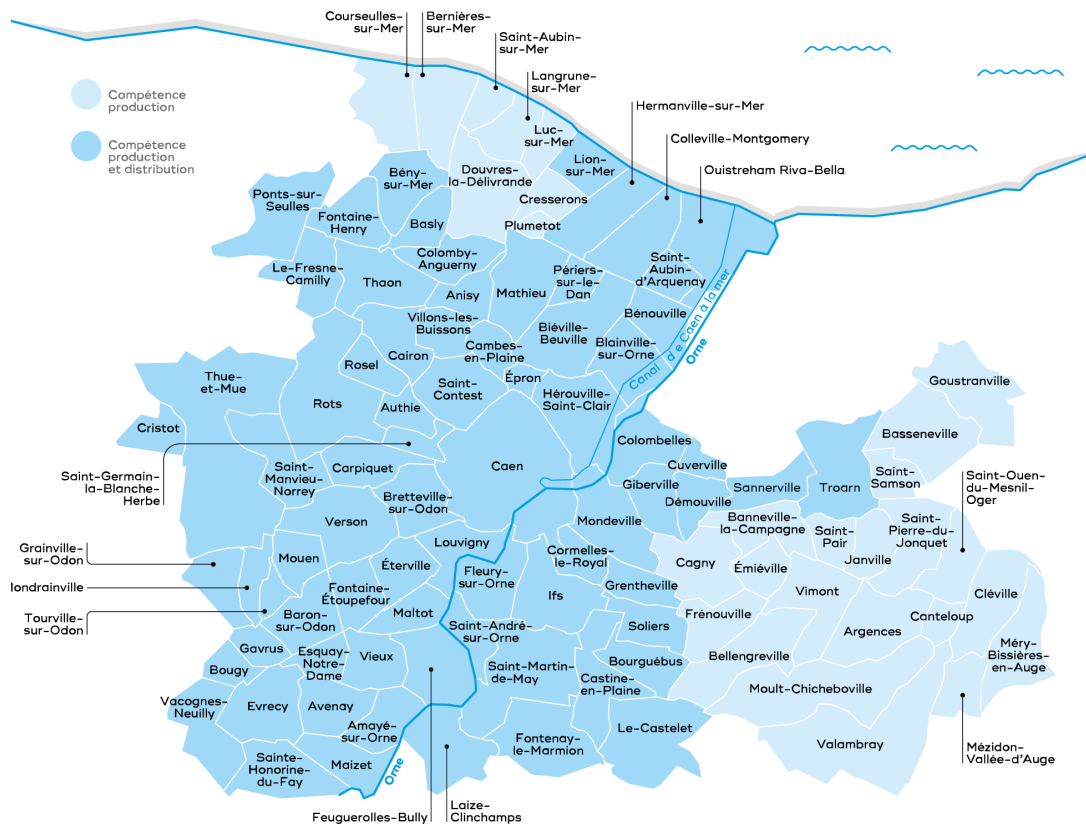 Courseulles-
sur-Mer
Bernières-
sur-Mer
Saint-Aubin-
sur-Mer
Langrune-
sur-Mer
Hermanville-sur-Mer
Colleville-Montgomery
Ouistreham Riva-Bella
Compétence
production
Compétence
production
et distribution
Luc-
sur-Mer
Lion-
sur-Mer
Douvres-
la-Délivrande
Cresserons
Plumetot
Bény-
sur-Mer
Ponts-sur-
Seulles
Fontaine-
Henry
Basly
Colomby-
Anguerny
Le-Fresne-
Camilly
Thaon
Anisy
Mathieu
Périers-
sur-le-
Dan
Saint-
Aubin-
d'Arquenay
Bénouville
Villons-les-
Buissons
Cambes-
en-Plaine
Biéville-
Beuville
Blainville-
sur-Orne
Canal d e Caen à la mer
Orne
Rosel
Cairon
Épron
Thue-
et-Mue
Saint-
Contest
Hérouville-
Saint-Clair
Rots
Authie
Cristot
Goustranville
Basseneville
Saint-Germain-
la-Blanche-
Herbe
Saint-
Manvieu-
Norrey
Carpiquet
Caen
Colombelles
Cuverville
Giberville
Démouville
Sannerville
Troarn
Saint-
Samson
Saint-Ouen-
du-Mesnil-
Oger
Bretteville-
sur-Odon
Verson
Mondeville
Banneville-
la-Campagne
Saint-
Pair
Saint-
Pierre-du-
Jonquet
Janville
Louvigny
Grainville-
sur-Odon
Mouen
Éterville
Fleury-
sur-Orne
Cormelles-
le-Royal
Cagny
Émiéville
londrainville
Fontaine-
Étoupefour
Ifs
Grentheville
Vimont
Cléville
Tourville-
sur-Odon
Baron-
sur-Odon
Maltot
Saint-André-
sur-Orne
Soliers
Frénouville
Argences
Canteloup
Gavrus
Esquay-
Notre-
Dame
Vieux
Bourguébus
Bellengreville
Méry-
Bissières-
en-Auge
Bougy
Saint-Martin-
de-May
Castine-
en-Plaine
Moult-Chicheboville
Vacognes-
Neuilly
Evrecy
Avenay
Amayé-
sur-Orne
Fontenay-
le-Marmion
Le-Castelet
Valambray
Mézidon-
Vallée-d'Auge
Sainte-
Honorine-
du-Fay
Maizet
Orne
Feuguerolles-Bully
Laize-
Clinchamps